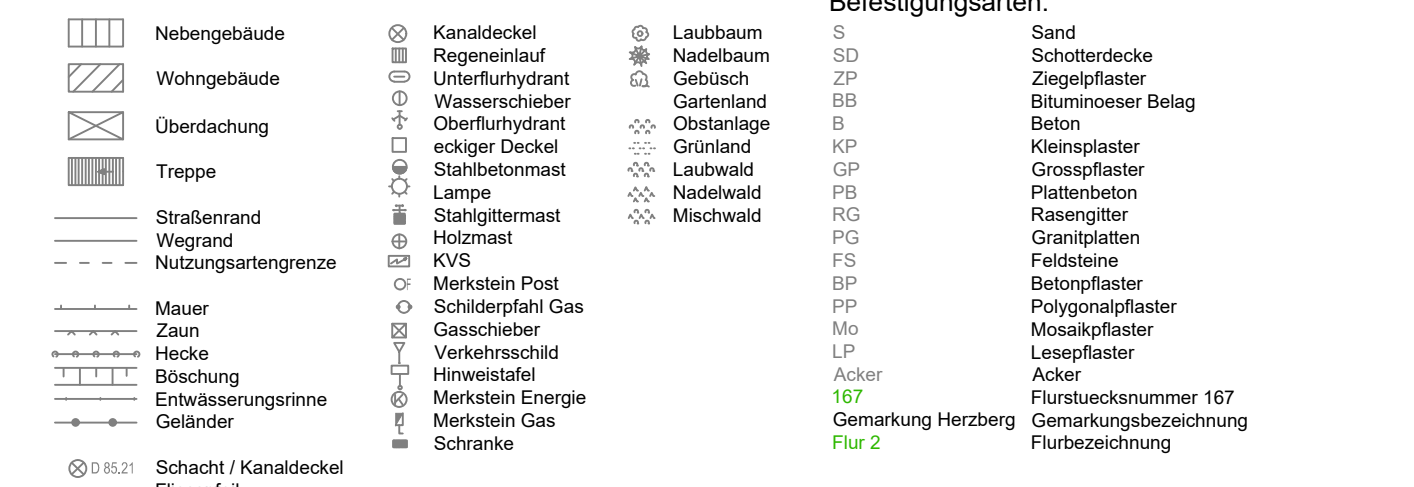 Befestigungsarten:
Nebengebäude
Wohngebäude
Überdachung
Treppe
Straßenrand
Wegrand
Nutzungsartengrenze
Mauer
Zaun
Hecke
Böschung
Entwässerungsrinne
Geländer
D 85.21 Schacht / Kanaldeckel
Kanaldeckel
Regeneinlauf
Unterflurhydrant
Wasserschieber
Oberflurhydrant
eckiger Deckel
Stahlbetonmast
Lampe
Stahlgittermast
Holzmast
KVS
Merkstein Post
Schilderpfahl Gas
Gasschieber
Verkehrsschild
Hinweistafel
Merkstein Energie
Merkstein Gas
Schranke
Laubbaum
Nadelbaum
Gebüsch
Gartenland
Obstanlage
Grünland
Laubwald
Nadelwald
Mischwald
S Sand
SD Schotterdecke
ZP Ziegelpflaster
BB Bituminoeser Belag
B Beton
KP Kleinsplaster
GP Grosspflaster
PB Plattenbeton
RG Rasengitter
PG Granitplatten
FS Feldsteine
BP Betonpflaster
PP Polygonalpflaster
Mo Mosaikpflaster
LP Lesepflaster
Acker Acker
167 Flurstuecksnummer 167
Gemarkung Herzberg Gemarkungsbezeichnung
Flur 2 Flurbezeichnung